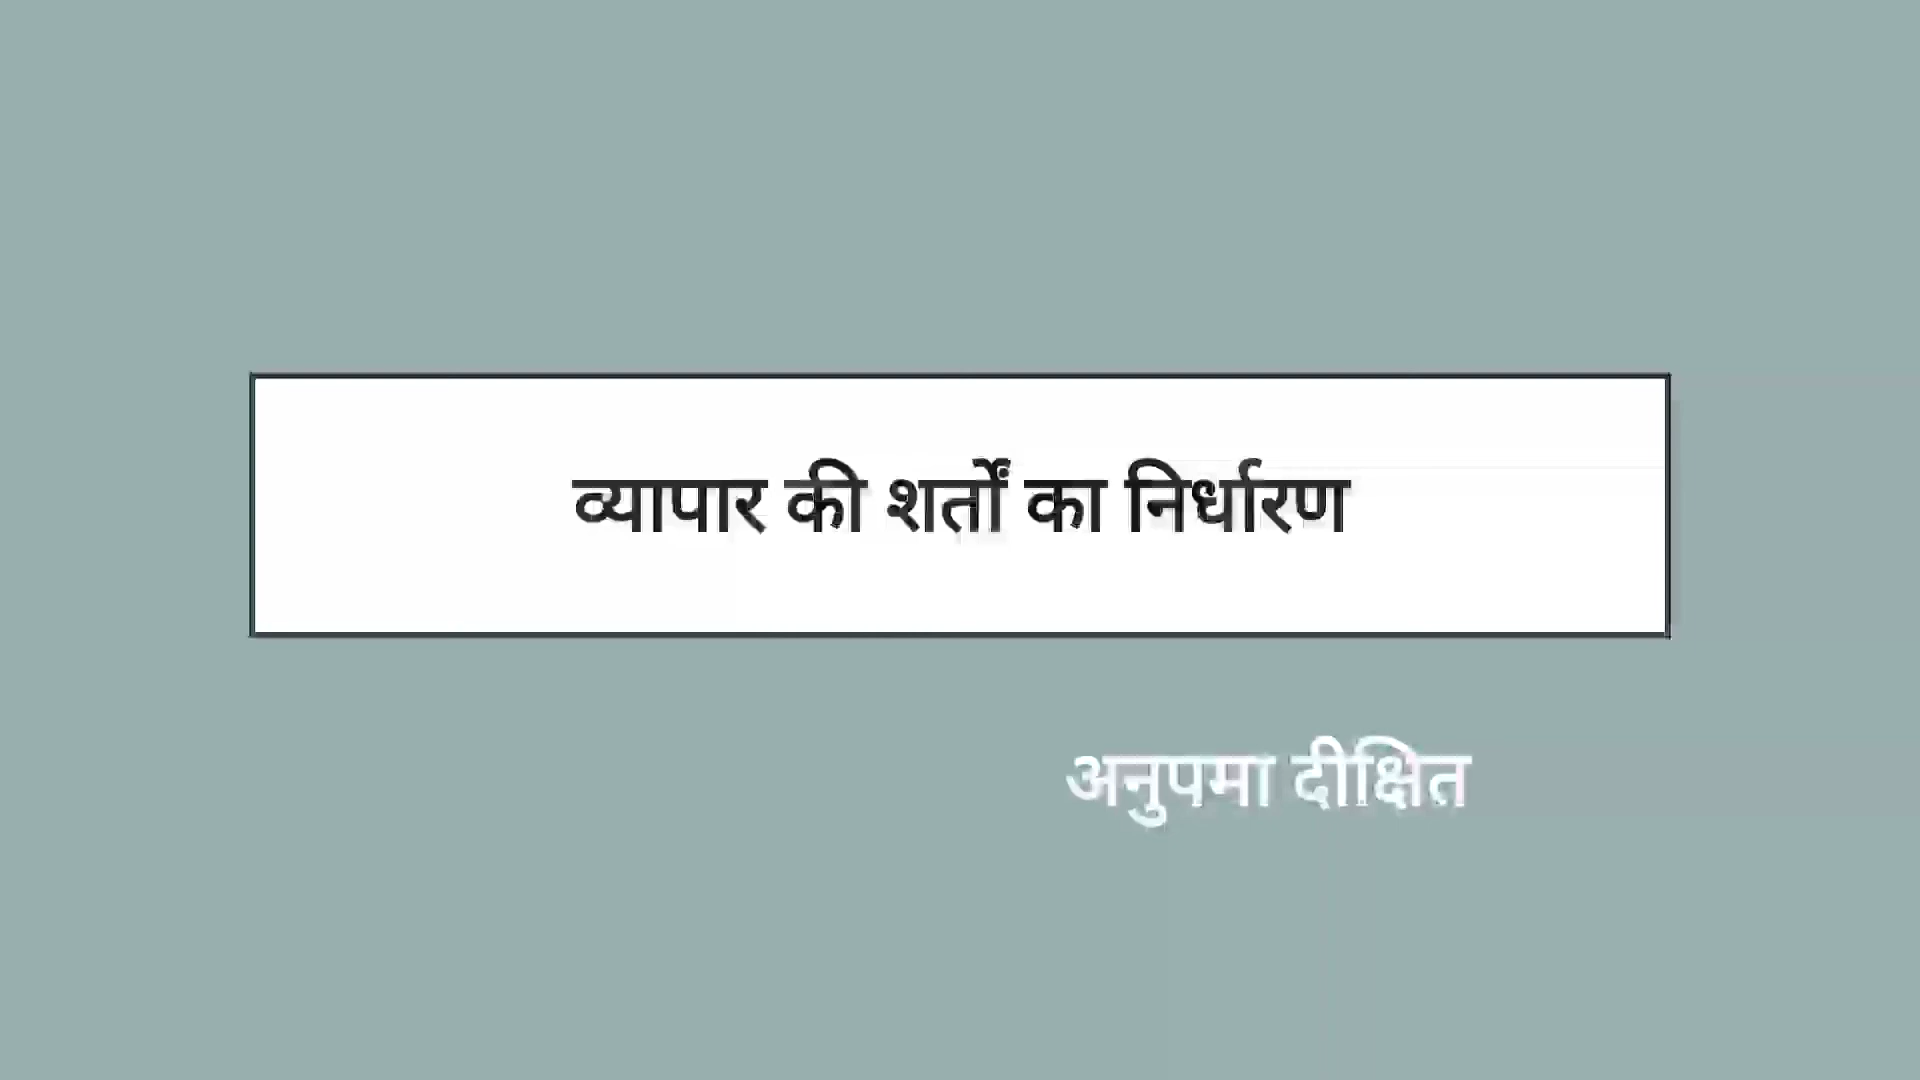 व्यापार की शर्तों का निर्धारण
अनुपमा दीक्षित